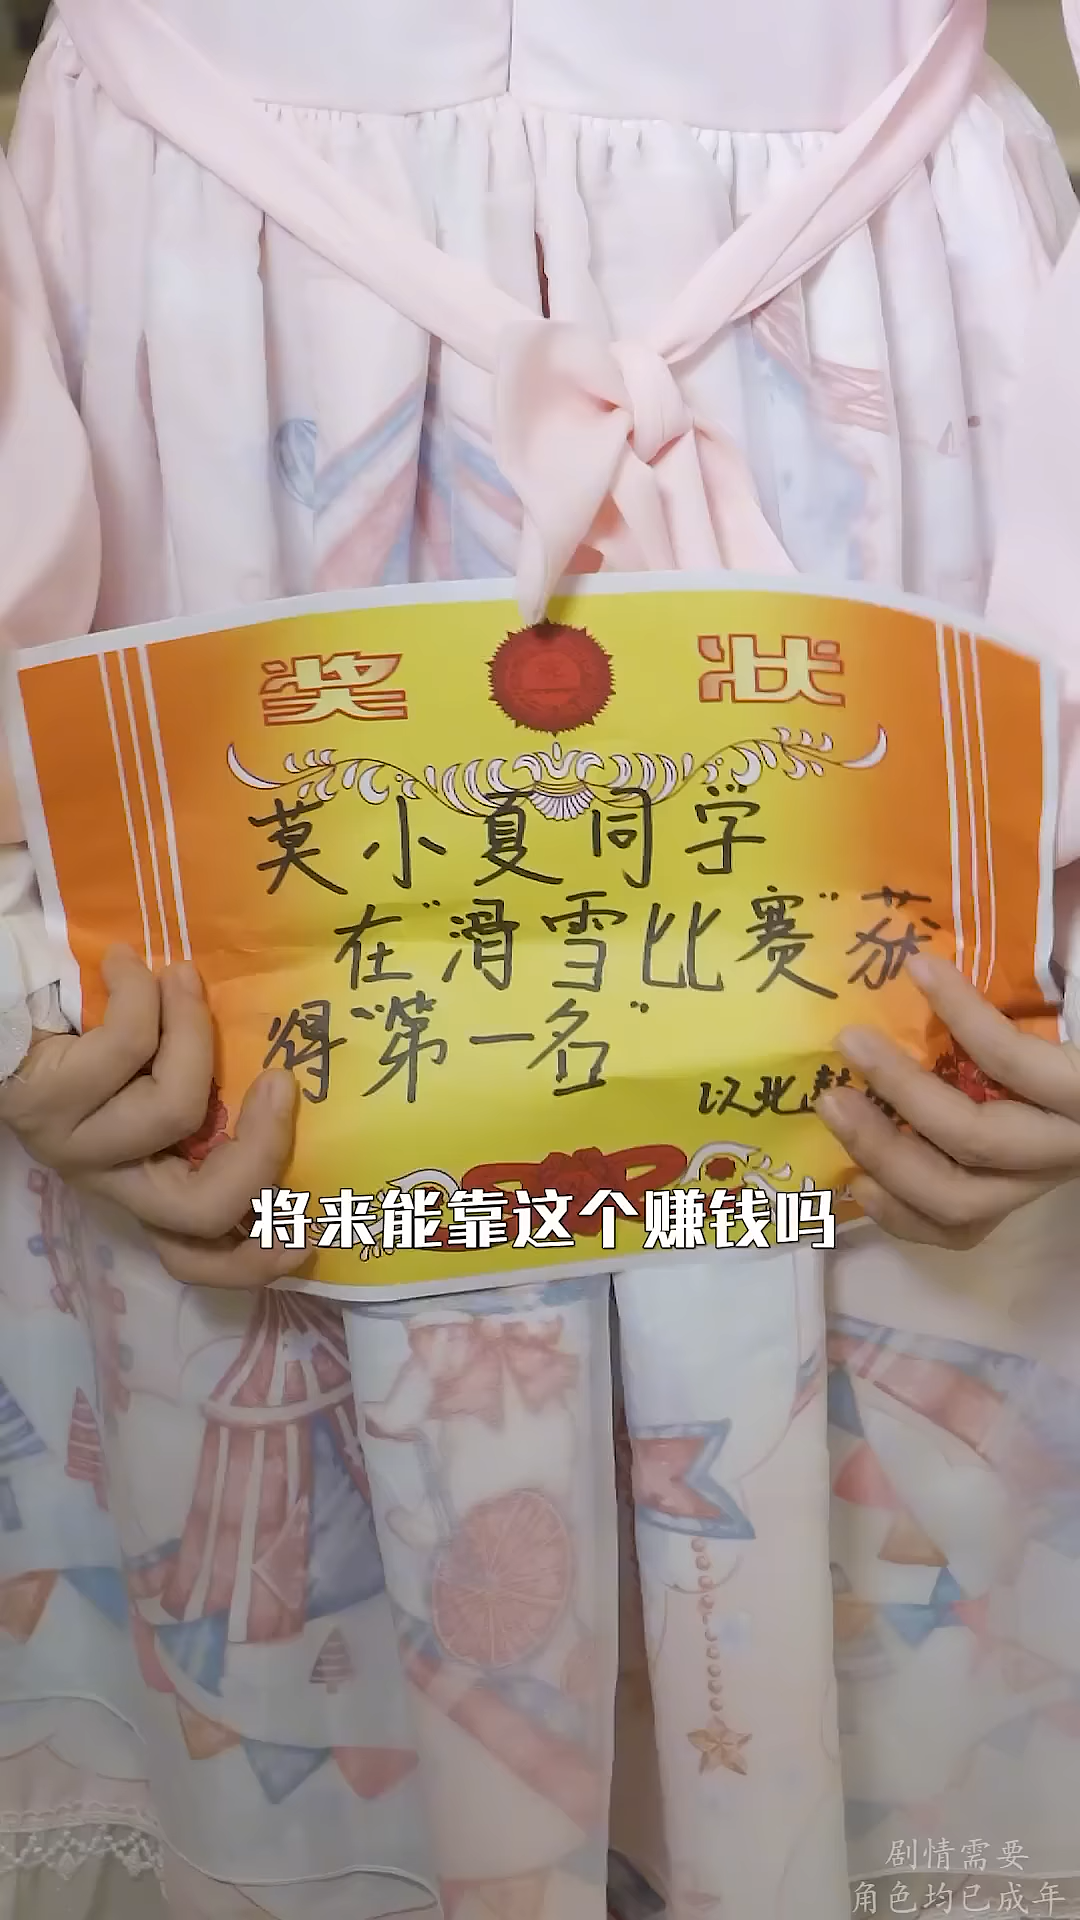 奖 状
莫小夏同学
在"滑雪比赛"获
得"第一名"
以此
将来能靠这个赚钱吗
剧情需要
角色均已成年